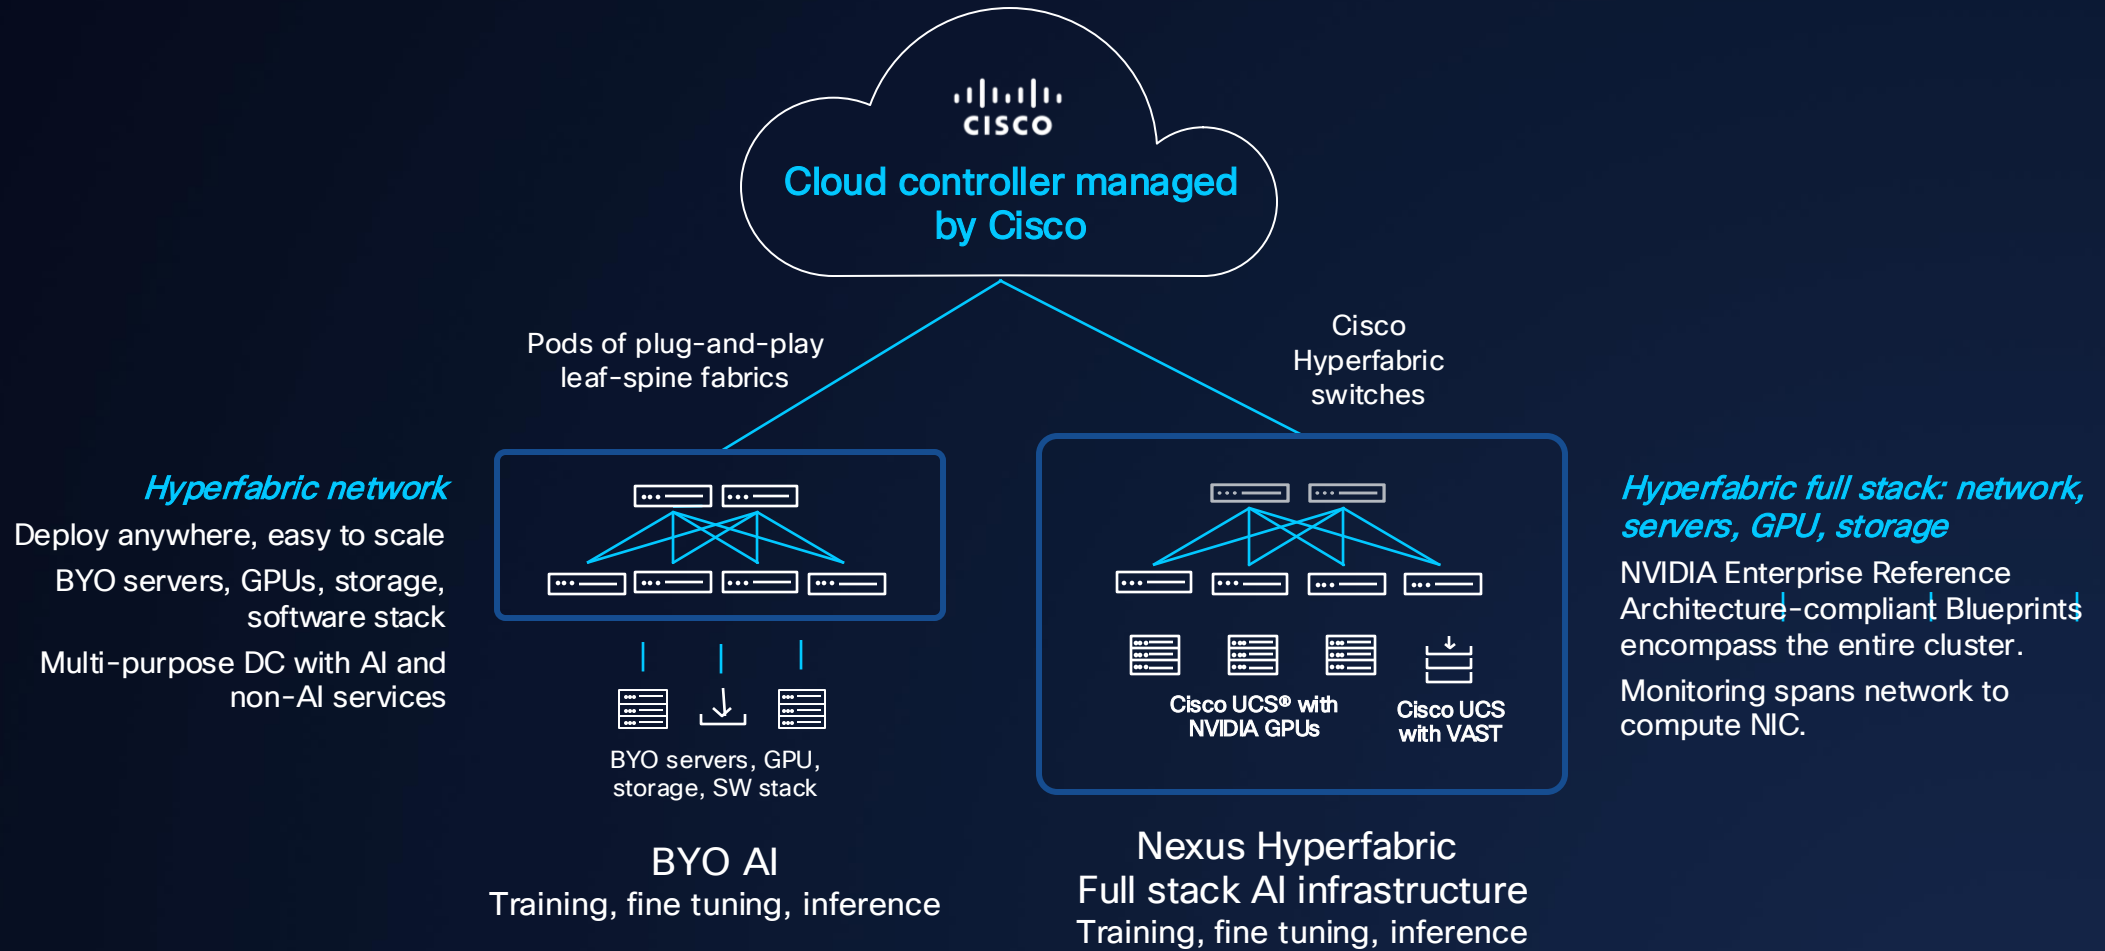 CISCO
Cloud controller managed
by Cisco
Pods of plug-and-play
leaf-spine fabrics
Cisco
Hyperfabric
switches
Hyperfabric network
Deploy anywhere, easy to scale
BYO servers, GPUs, storage,
software stack
Multi-purpose DC with AI and
non-AI services
BYO servers, GPU,
storage, SW stack
BYO AI
Training, fine tuning, inference
Cisco UCS® with
NVIDIA GPUs
Cisco UCS
with VAST
Nexus Hyperfabric
Full stack AI infrastructure
Training, fine tuning, inference
Hyperfabric full stack: network,
servers, GPU, storage
NVIDIA Enterprise Reference
Architecture-compliant Blueprints
encompass the entire cluster.
Monitoring spans network to
compute NIC.